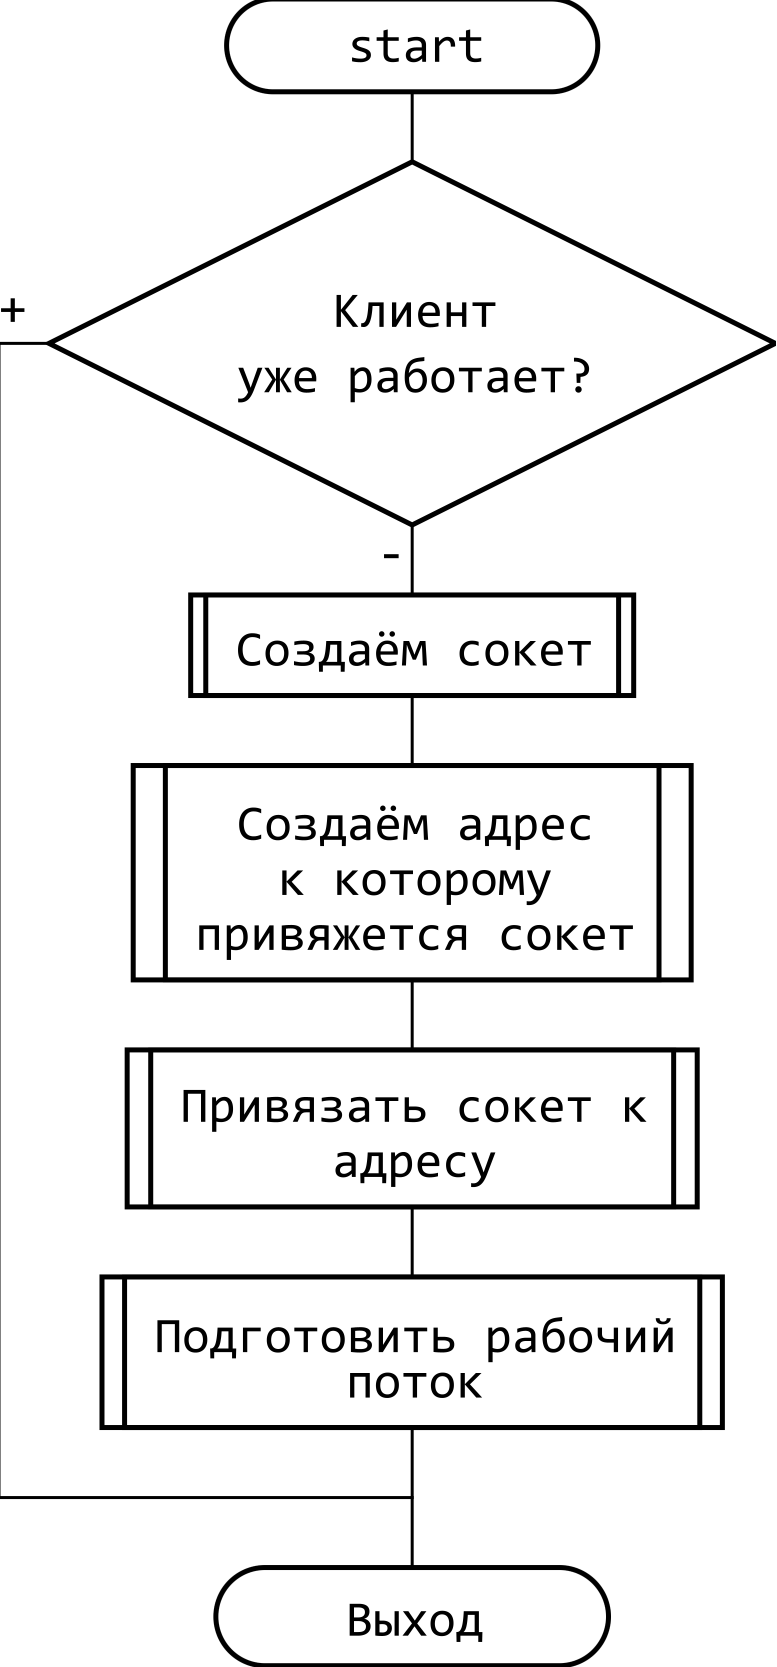 start
+
Клиент
уже работает?
-
Создаём сокет
Создаём адрес
к которому
привяжется сокет
Привязать сокет к
адресу
Подготовить рабочий
поток
Выход